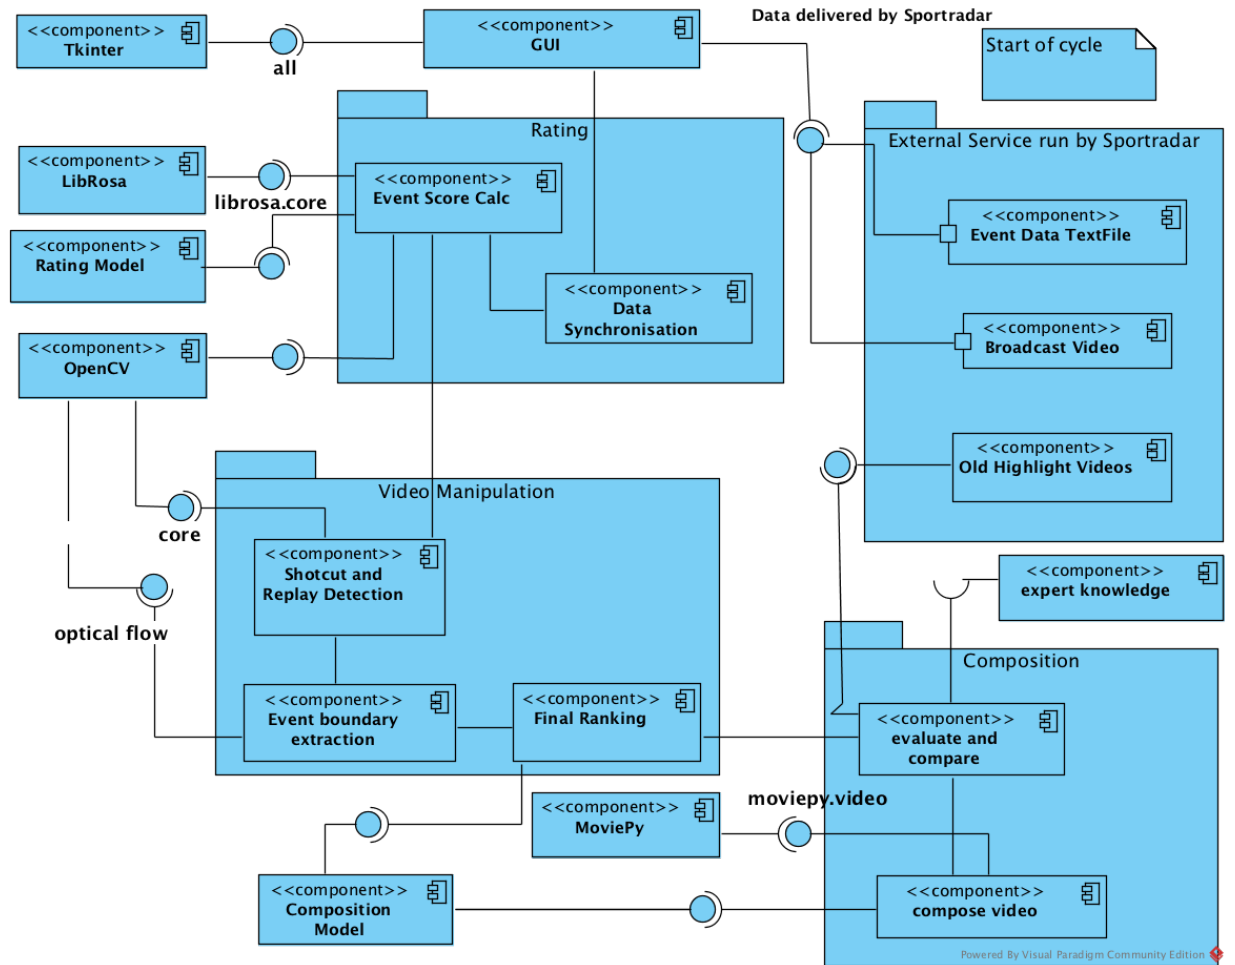 Data delivered by Sportradar
<<component>>
Tkinter
all
<<component>>
GUI
Start of cycle
Rating
External Service run by Sportradar
<<component>>
LibRosa
librosa.core
<<component>>
Event Score Calc
<<component>>
Event Data TextFile
<<component>>
Rating Model
<<component>>
Data
Synchronisation
<<component>>
Broadcast Video
<<component>>
OpenCV
<<component>>
Old Highlight Videos
Video Manipulation
core
<<component>>
Shotcut and
Replay Detection
<<component>>
expert knowledge
optical flow
Composition
<<component>>
Event boundary
extraction
<<component>>
Final Ranking
<<component>>
evaluate and
compare
<<component>>
MoviePy
moviepy.video
<<component>>
Composition
Model
<<component>>
compose video
Powered By Visual Paradigm Community Edition